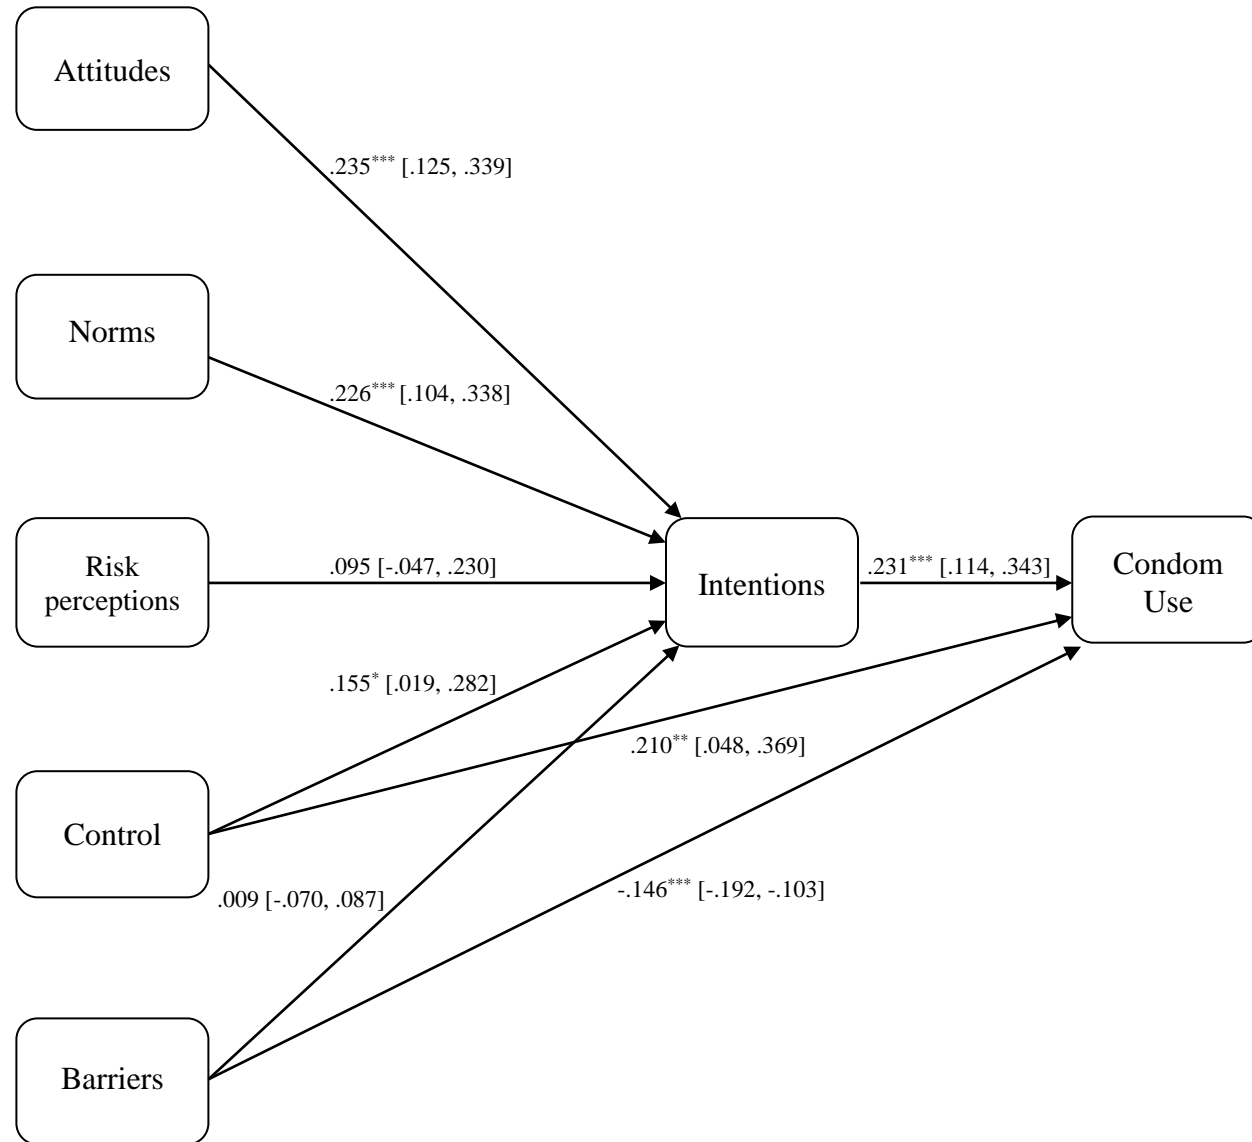 Attitudes
.235*** [.125, .339]
Norms
.226*** [.104, .338]
Risk
perceptions
.095 [-.047, .230]
Intentions
.231*** [.114, .343]
Condom
Use
.155* [.019, .282]
.210** [.048, .369]
Control
.009 [-.070, .087]
-.146*** [-.192, -.103]
Barriers